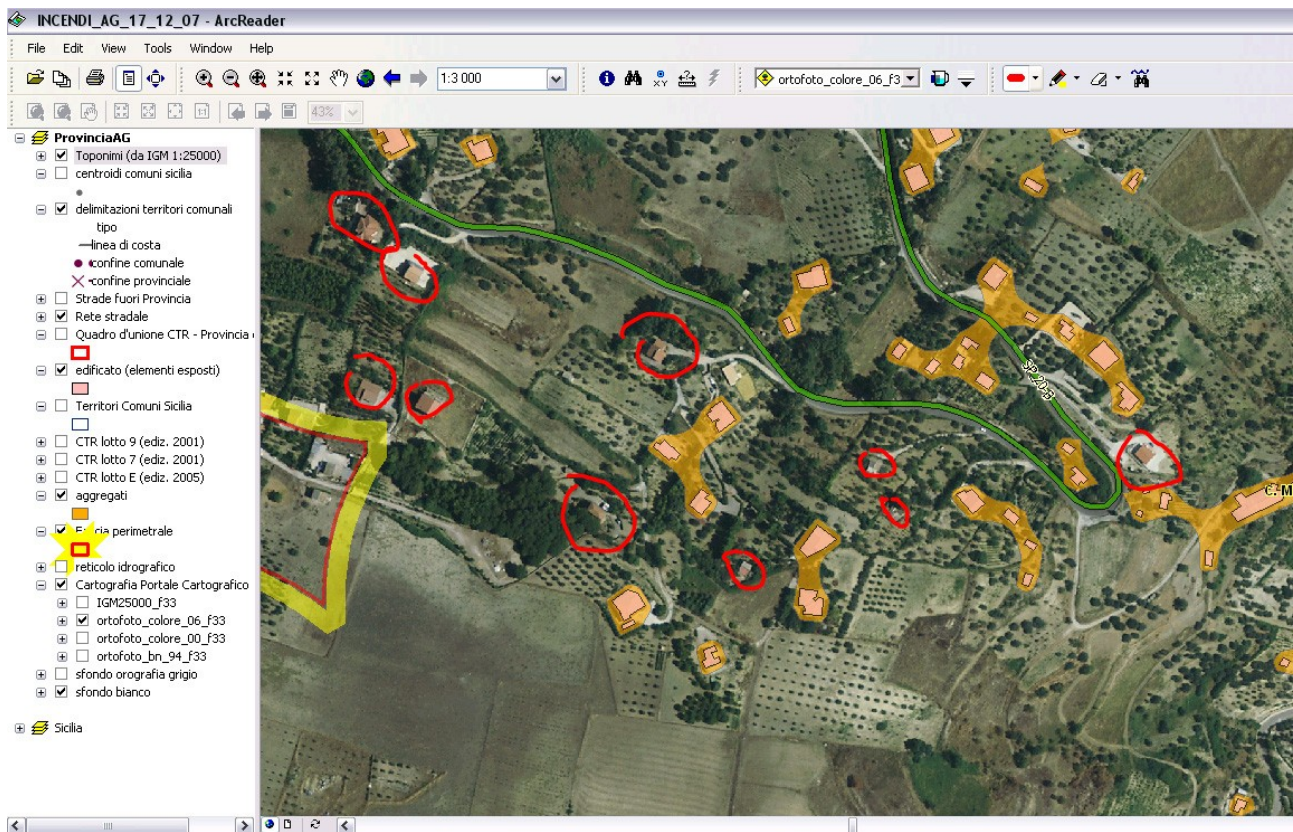 INCENDI_AG_17_12_07 - ArcReader
File Edit View Tools Window Help
1:3 000
ortofoto_colore_06_f3
43%
ProvinciaAG
Toponimi (da IGM 1:25000)
centroidi comuni sicilia
delimitazioni territori comunali
tipo
linea di costa
confine comunale
confine provinciale
Strade fuori Provincia
Rete stradale
Quadro d'unione CTR - Provincia
edificato (elementi esposti)
Territori Comuni Sicilia
CTR lotto 9 (ediz. 2001)
CTR lotto 7 (ediz. 2001)
CTR lotto E (ediz. 2005)
aggregati
perimetrale
reticolo idrografico
Cartografia Portale Cartografico
IGM25000_f33
ortofoto_colore_06_f33
ortofoto_colore_00_f33
ortofoto_bn_94_f33
sfondo orografia grigio
sfondo bianco
Sicilia
SP 20-B
C. M